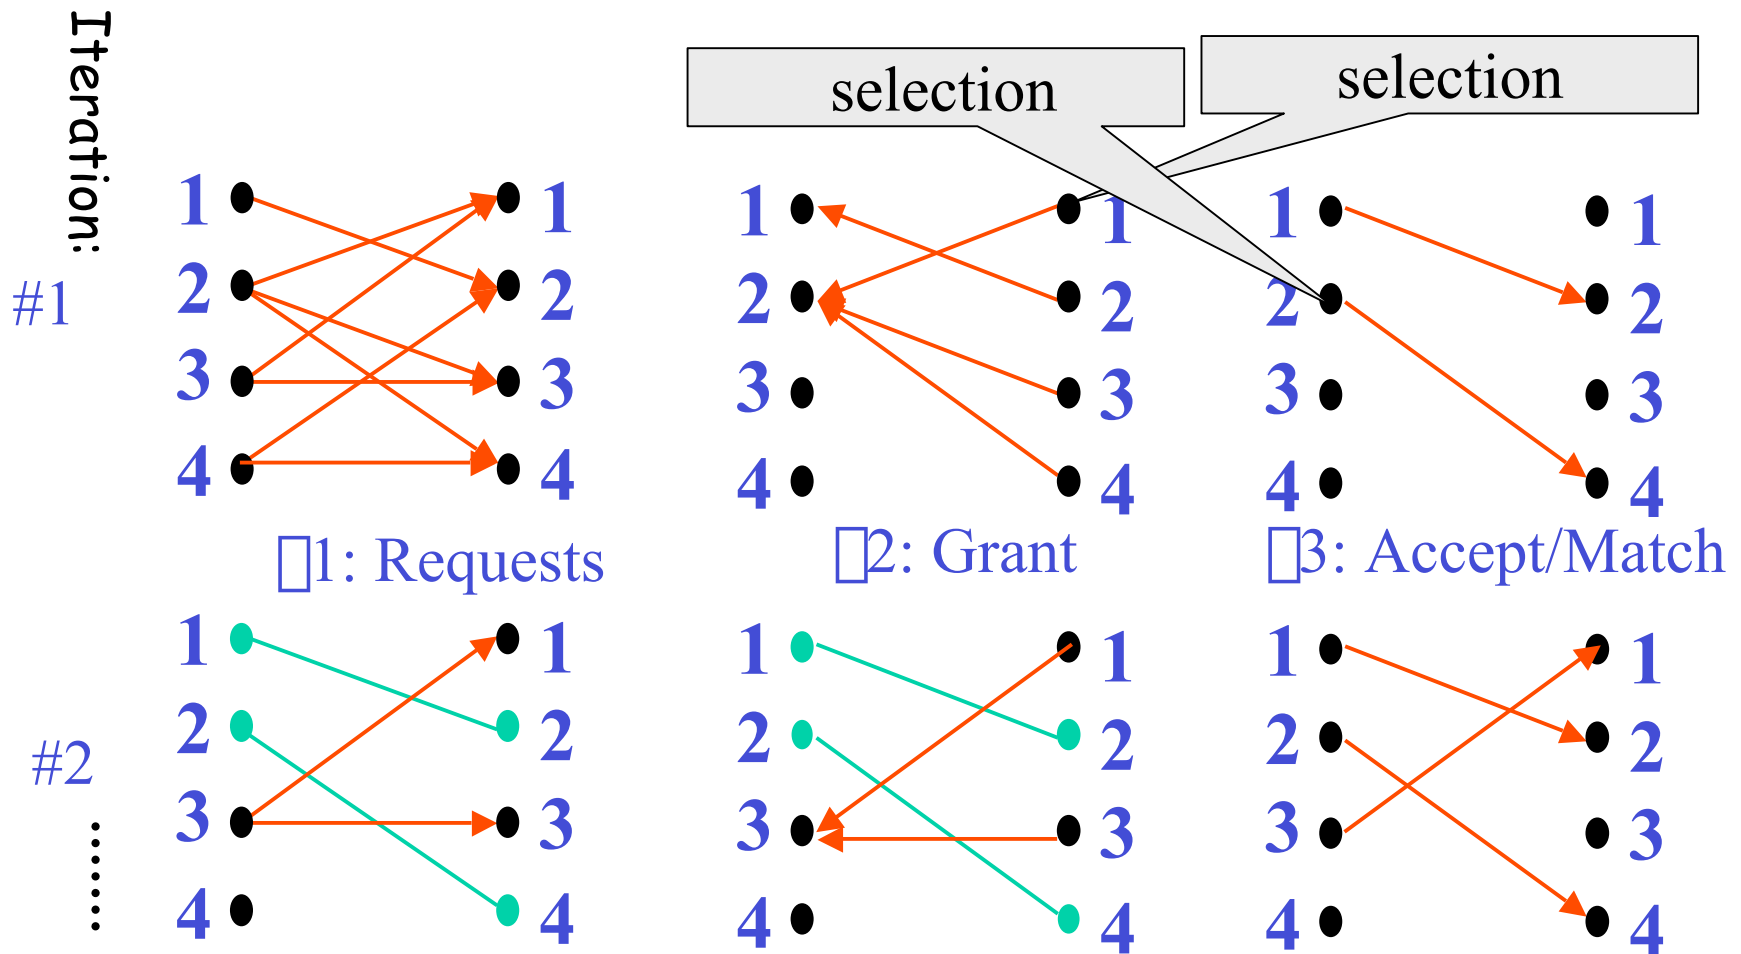 Iteration:
selection
selection
#1
1 1 1 1 1 1
2 2 2 2 2 2
3 3 3 3 3 3
4 4 4 4 4 4
1: Requests
2: Grant
3: Accept/Match
#2
1 1 1 1 1 1
2 2 2 2 2 2
3 3 3 3 3 3
4 4 4 4 4 4